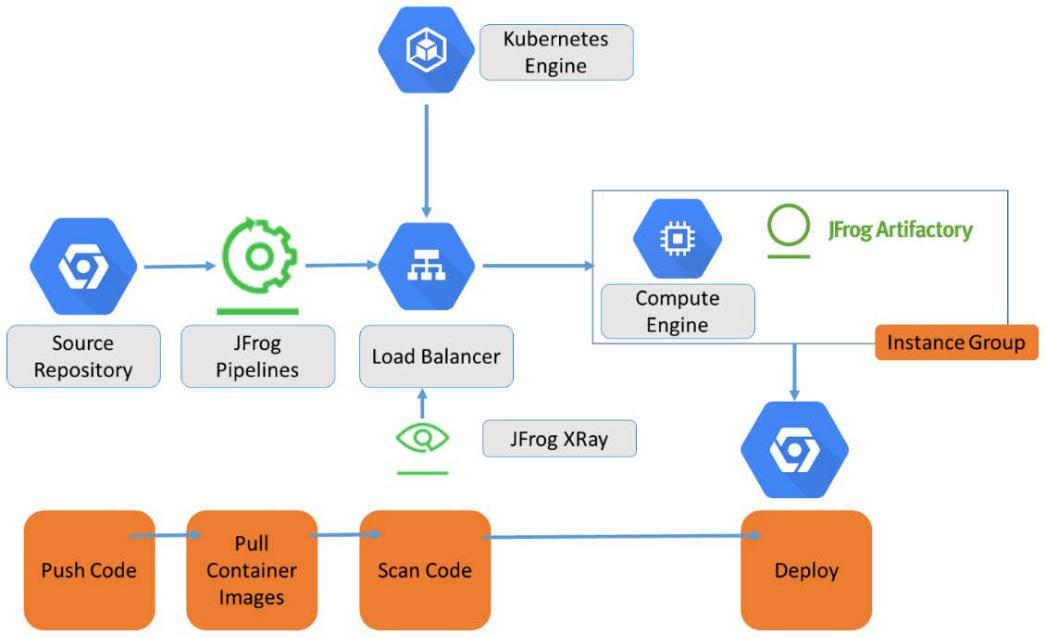 Kubernetes
Engine
JFrog Artifactory
Compute
Engine
Instance Group
Source
Repository
JFrog
Pipelines
Load Balancer
JFrog XRay
Push Code
Pull
Container
Images
Scan Code
Deploy